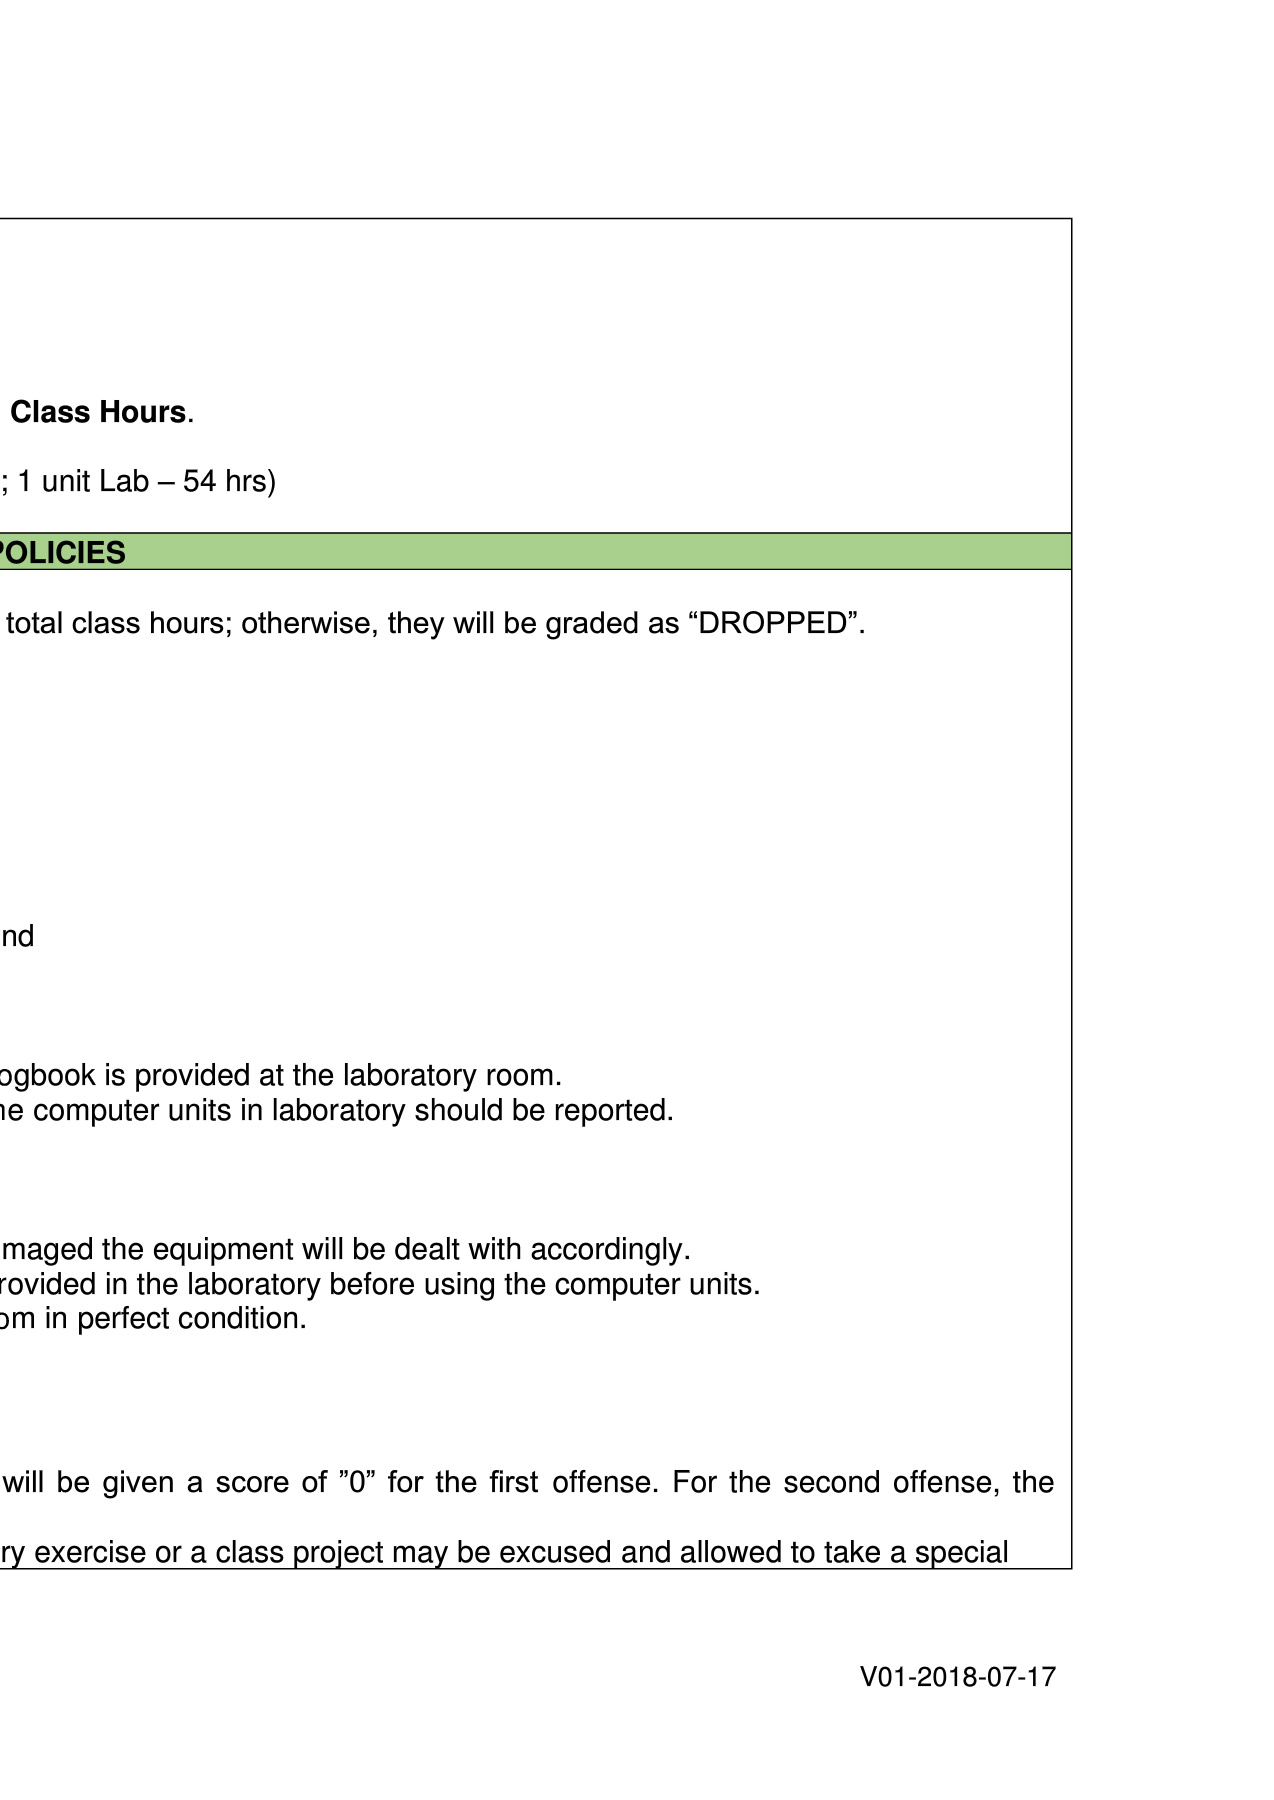 Class Hours.
; 1 unit Lab – 54 hrs)
POLICIES
total class hours; otherwise, they will be graded as “DROPPED”.
nd
ogbook is provided at the laboratory room.
he computer units in laboratory should be reported.
maged the equipment will be dealt with accordingly.
rovided in the laboratory before using the computer units.
om in perfect condition.
will be given a score of ”0” for the first offense. For the second offense, the
ry exercise or a class project may be excused and allowed to take a special
V01-2018-07-17